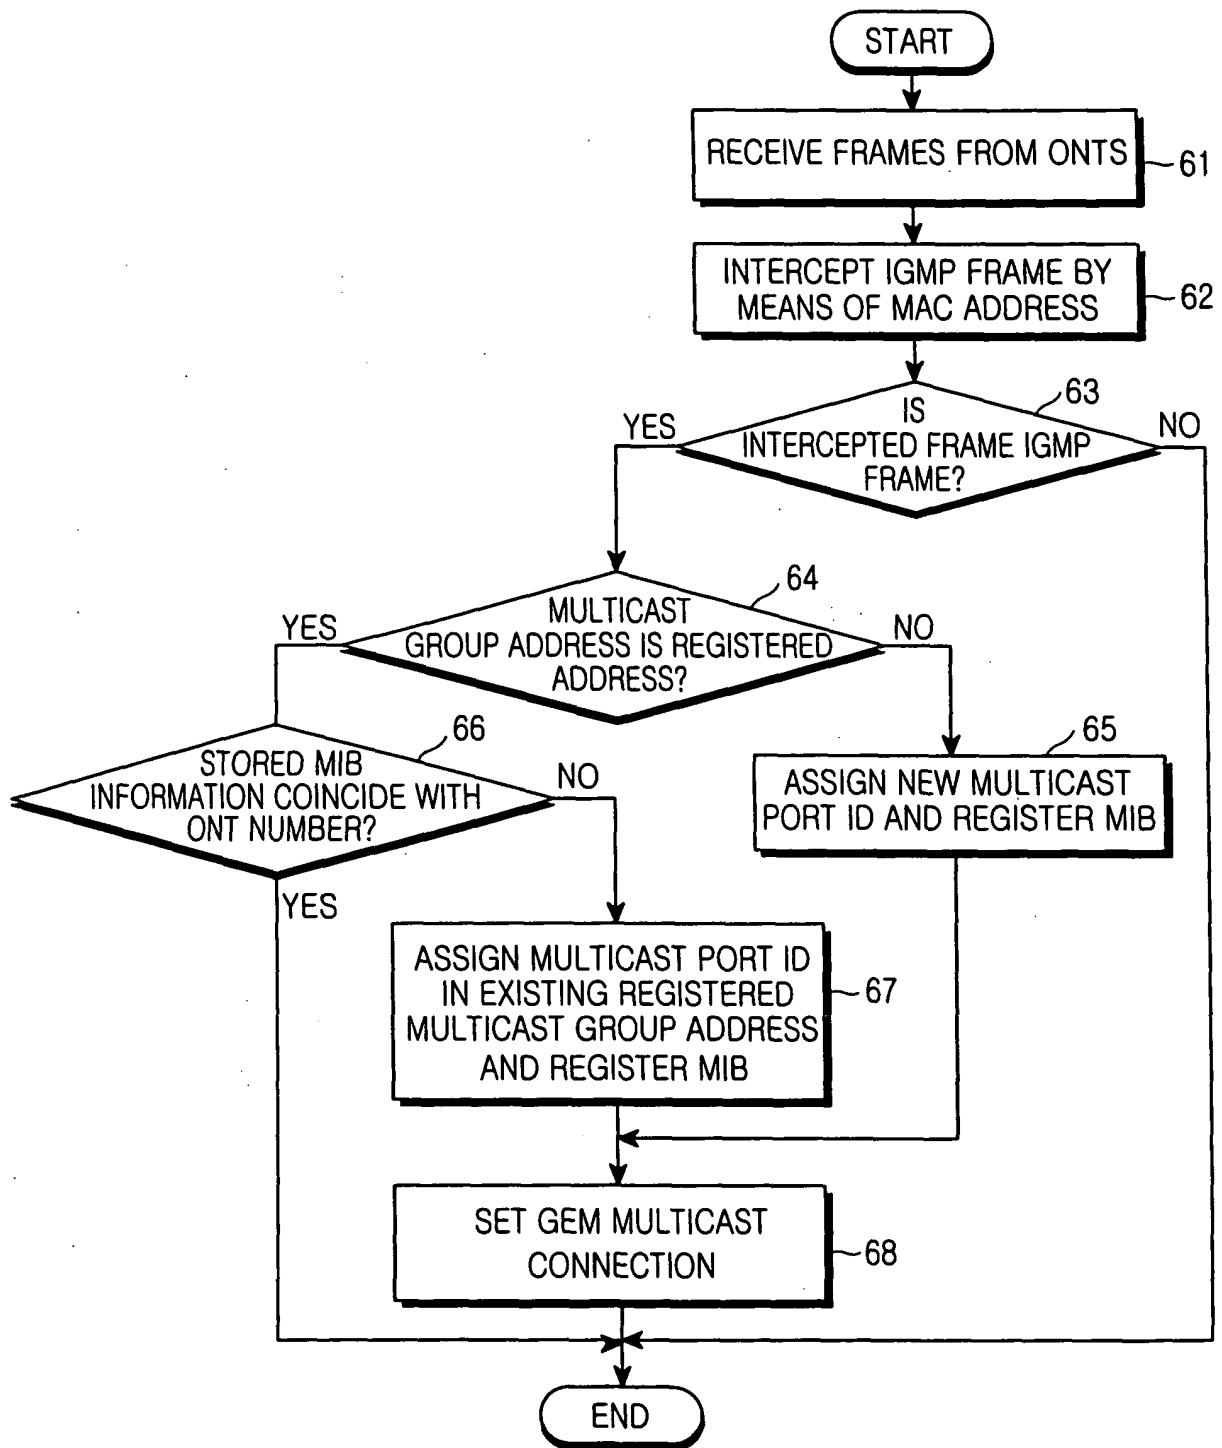 START
RECEIVE FRAMES FROM ONTS
61
INTERCEPT IGMP FRAME BY
MEANS OF MAC ADDRESS
62
63
IS
INTERCEPTED FRAME IGMP
FRAME?
YES
NO
64
MULTICAST
GROUP ADDRESS IS REGISTERED
ADDRESS?
YES
NO
66
STORED MIB
INFORMATION COINCIDE WITH
ONT NUMBER?
NO
YES
65
ASSIGN NEW MULTICAST
PORT ID AND REGISTER MIB
ASSIGN MULTICAST PORT ID
IN EXISTING REGISTERED
MULTICAST GROUP ADDRESS
AND REGISTER MIB
67
SET GEM MULTICAST
CONNECTION
68
END